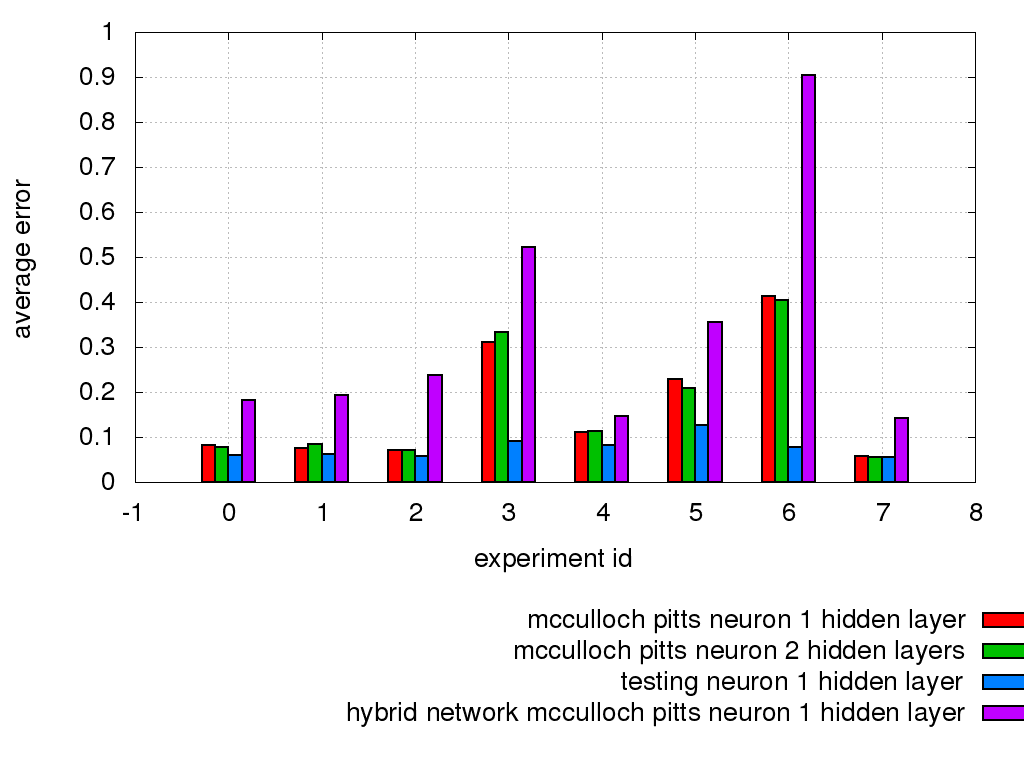 1
0.9
0.8
0.7
0.6
0.5
0.4
0.3
0.2
0.1
0
average error
-1 0 1 2 3 4 5 6 7 8
experiment id
mcculloch pitts neuron 1 hidden layer
mcculloch pitts neuron 2 hidden layers
testing neuron 1 hidden layer
hybrid network mcculloch pitts neuron 1 hidden layer